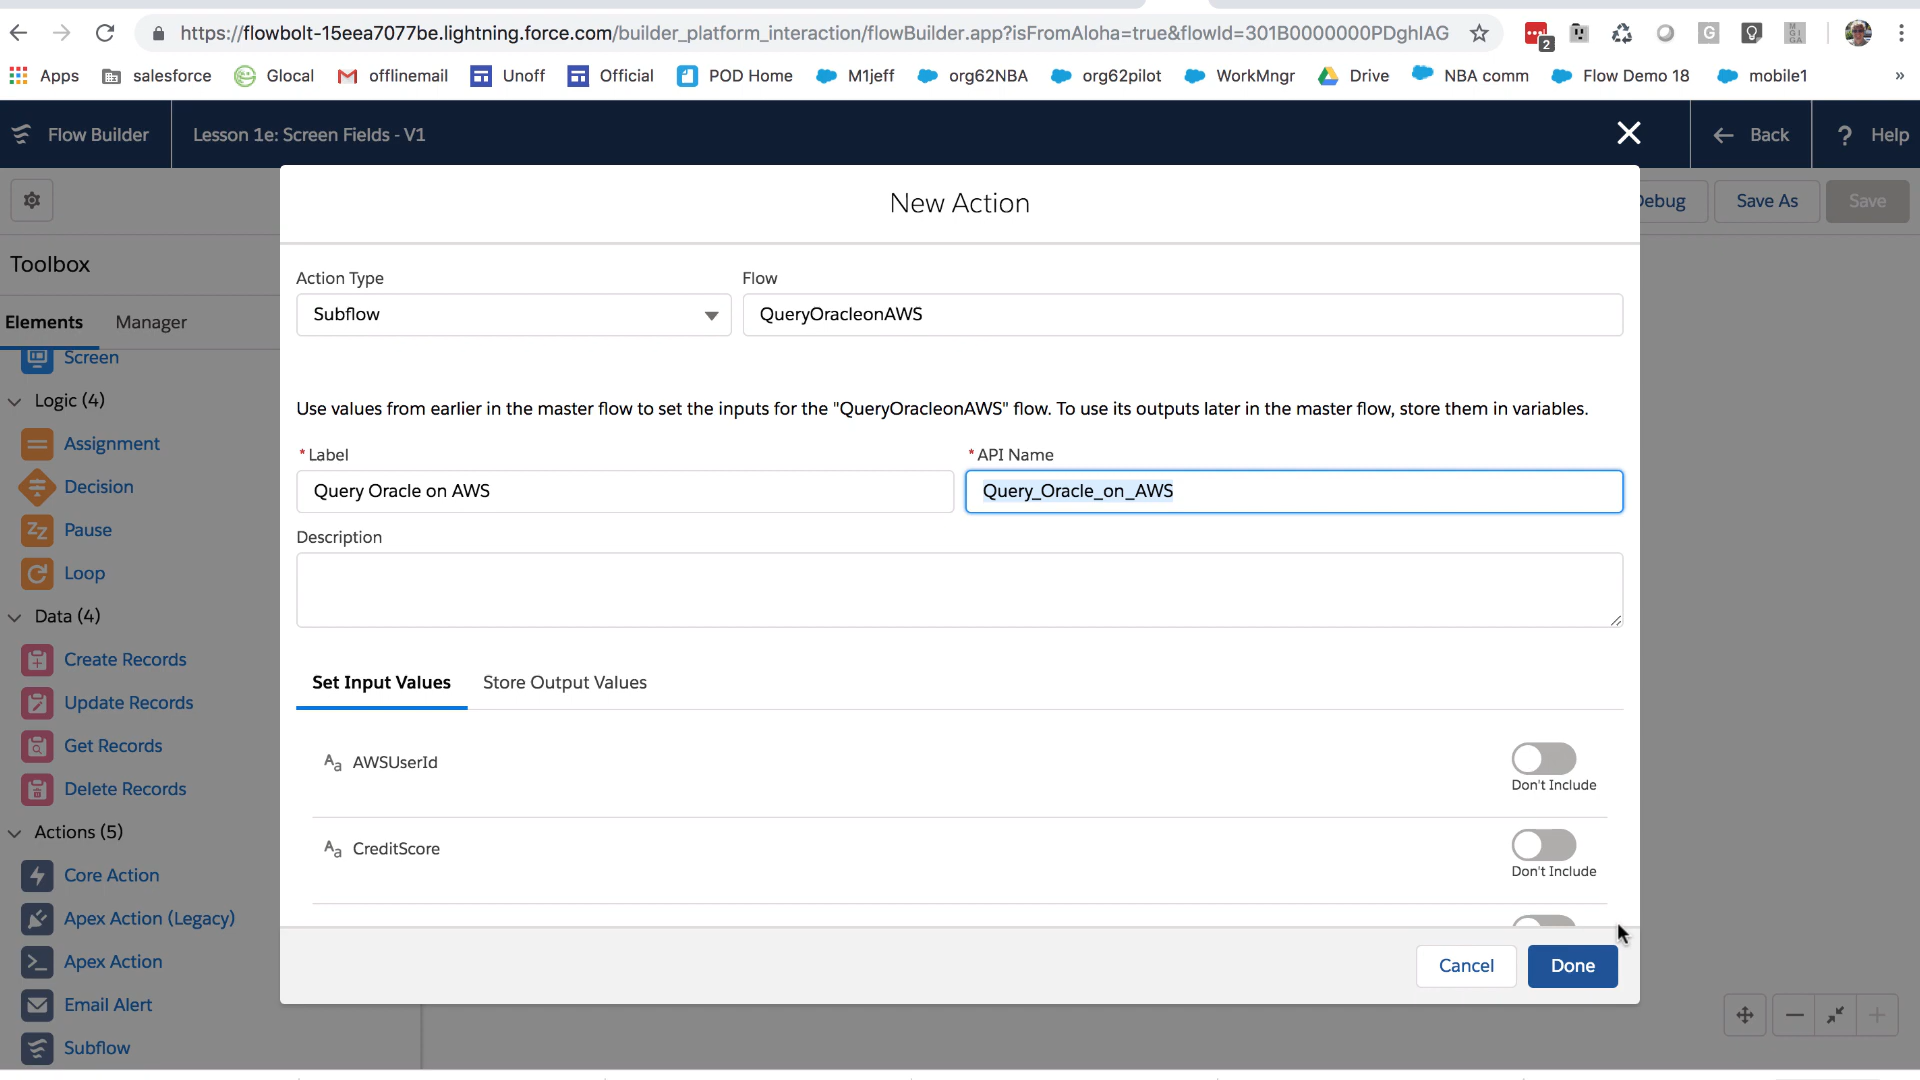 https://flowbolt-15eea7077be.lightning.force.com/builder_platform_interaction/flowBuilder.app?isFromAloha=true&flowId=301B0000000PDghIAG
2
G
Apps salesforce Glocal offlinemail Unoff Official POD Home M1jeff org62NBA org62pilot WorkMngr Drive NBA comm Flow Demo 18 mobile1 »
Flow Builder Lesson 1e: Screen Fields - V1 Back ? Help
New Action
Debug Save As Save
Toolbox
Elements Manager
Screen
Logic (4)
Assignment
Decision
Pause
Loop
Data (4)
Create Records
Update Records
Get Records
Delete Records
Actions (5)
Core Action
Apex Action (Legacy)
Apex Action
Email Alert
Subflow
Action Type Flow
Subflow QueryOracleonAWS
Use values from earlier in the master flow to set the inputs for the "QueryOracleonAWS" flow. To use its outputs later in the master flow, store them in variables.
* Label * API Name
Query Oracle on AWS Query_Oracle_on_AWS
Description
Set Input Values Store Output Values
Aa AWSUserId
Don't Include
Aa CreditScore
Don't Include
Cancel Done